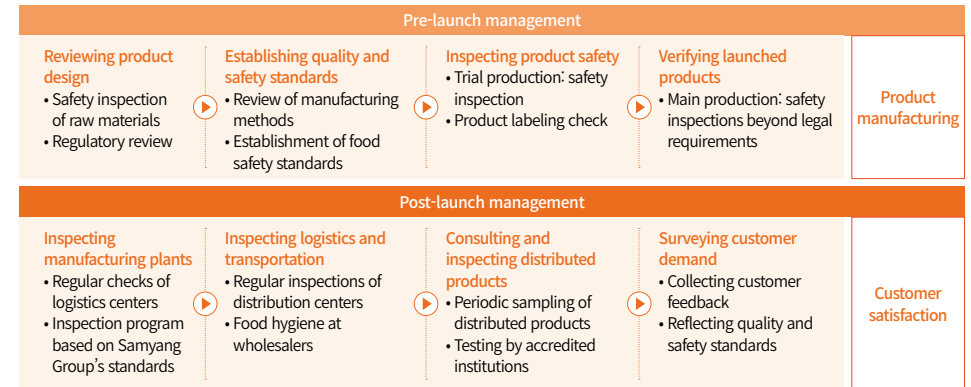 Pre-launch management
Reviewing product
design
• Safety inspection
of raw materials
• Regulatory review
Establishing quality and
safety standards
• Review of manufacturing
methods
• Establishment of food
safety standards
Inspecting product safety
• Trial production: safety
inspection
• Product labeling check
Verifying launched
products
• Main production: safety
inspections beyond legal
requirements
Product
manufacturing
Post-launch management
Inspecting
manufacturing plants
• Regular checks of
logistics centers
• Inspection program
based on Samyang
Group's standards
Inspecting logistics and
transportation
• Regular inspections of
distribution centers
• Food hygiene at
wholesalers
Consulting and
inspecting distributed
products
• Periodic sampling of
distributed products
• Testing by accredited
institutions
Surveying customer
demand
• Collecting customer
feedback
• Reflecting quality and
safety standards
Customer
satisfaction